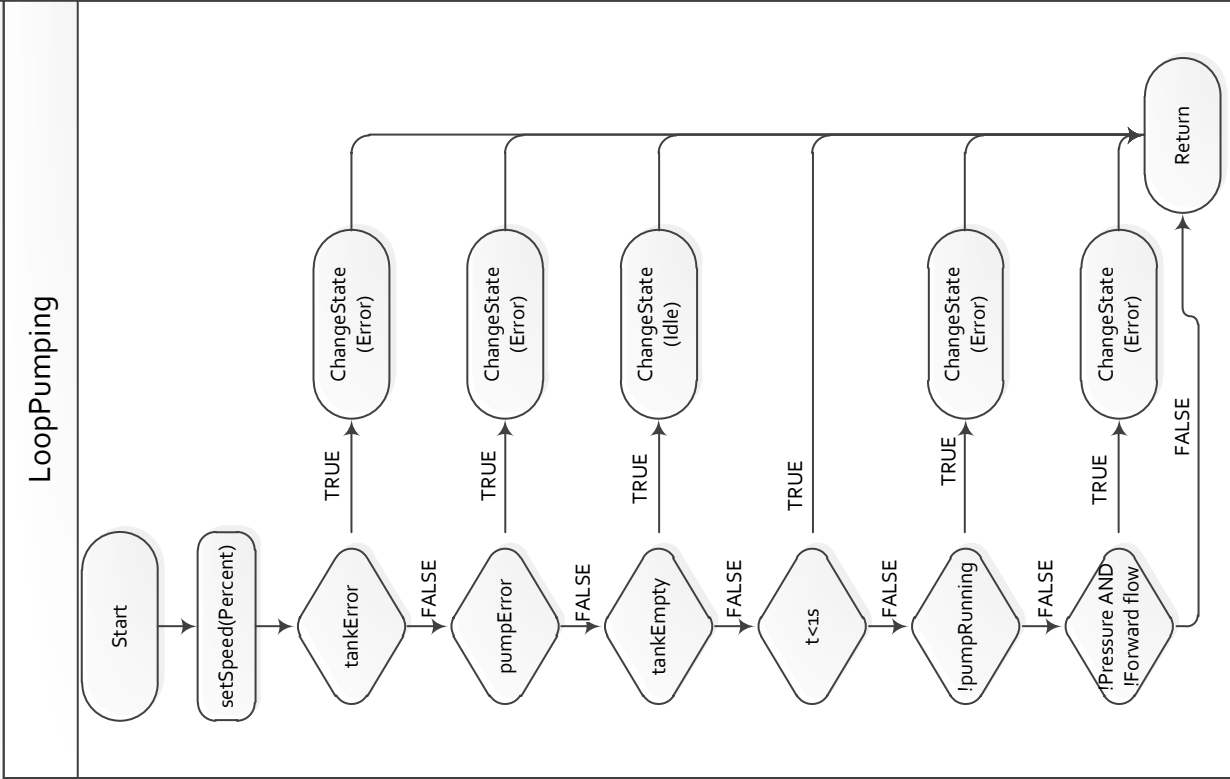 LoopPumping
Start
setSpeed(Percent)
tankError
TRUE
ChangeState
(Error)
FALSE
pumpError
TRUE
ChangeState
(Error)
FALSE
tankEmpty
TRUE
ChangeState
(Idle)
FALSE
t<1s
TRUE
FALSE
!pumpRunning
TRUE
ChangeState
(Error)
FALSE
!Pressure AND
!Forward flow
TRUE
ChangeState
(Error)
FALSE
Return